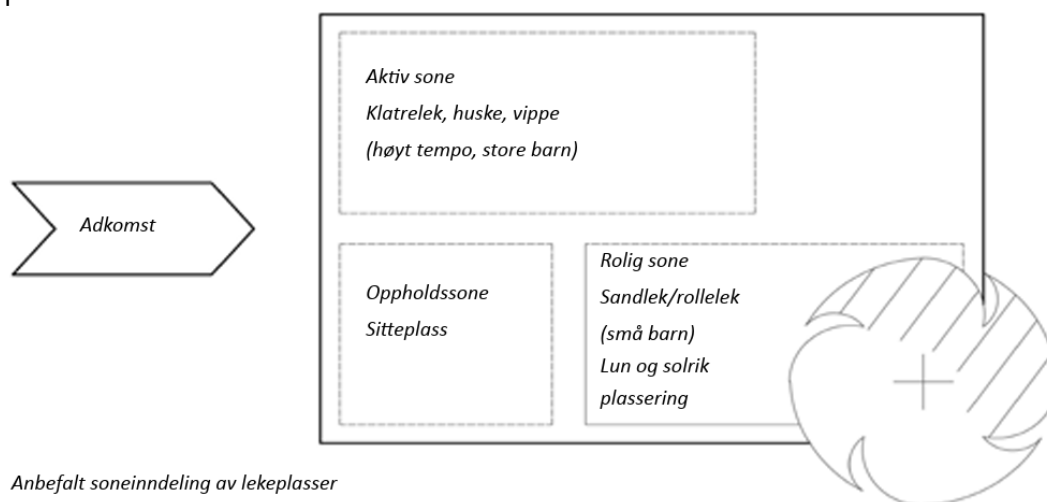 Aktiv sone
Klatrelek, huske, vippe
(høyt tempo, store barn)
Adkomst
Oppholdssone
Sitteplass
Rolig sone
Sandlek/rollelek
(små barn)
Lun og solrik
plassering
Anbefalt soneinndeling av lekeplasser